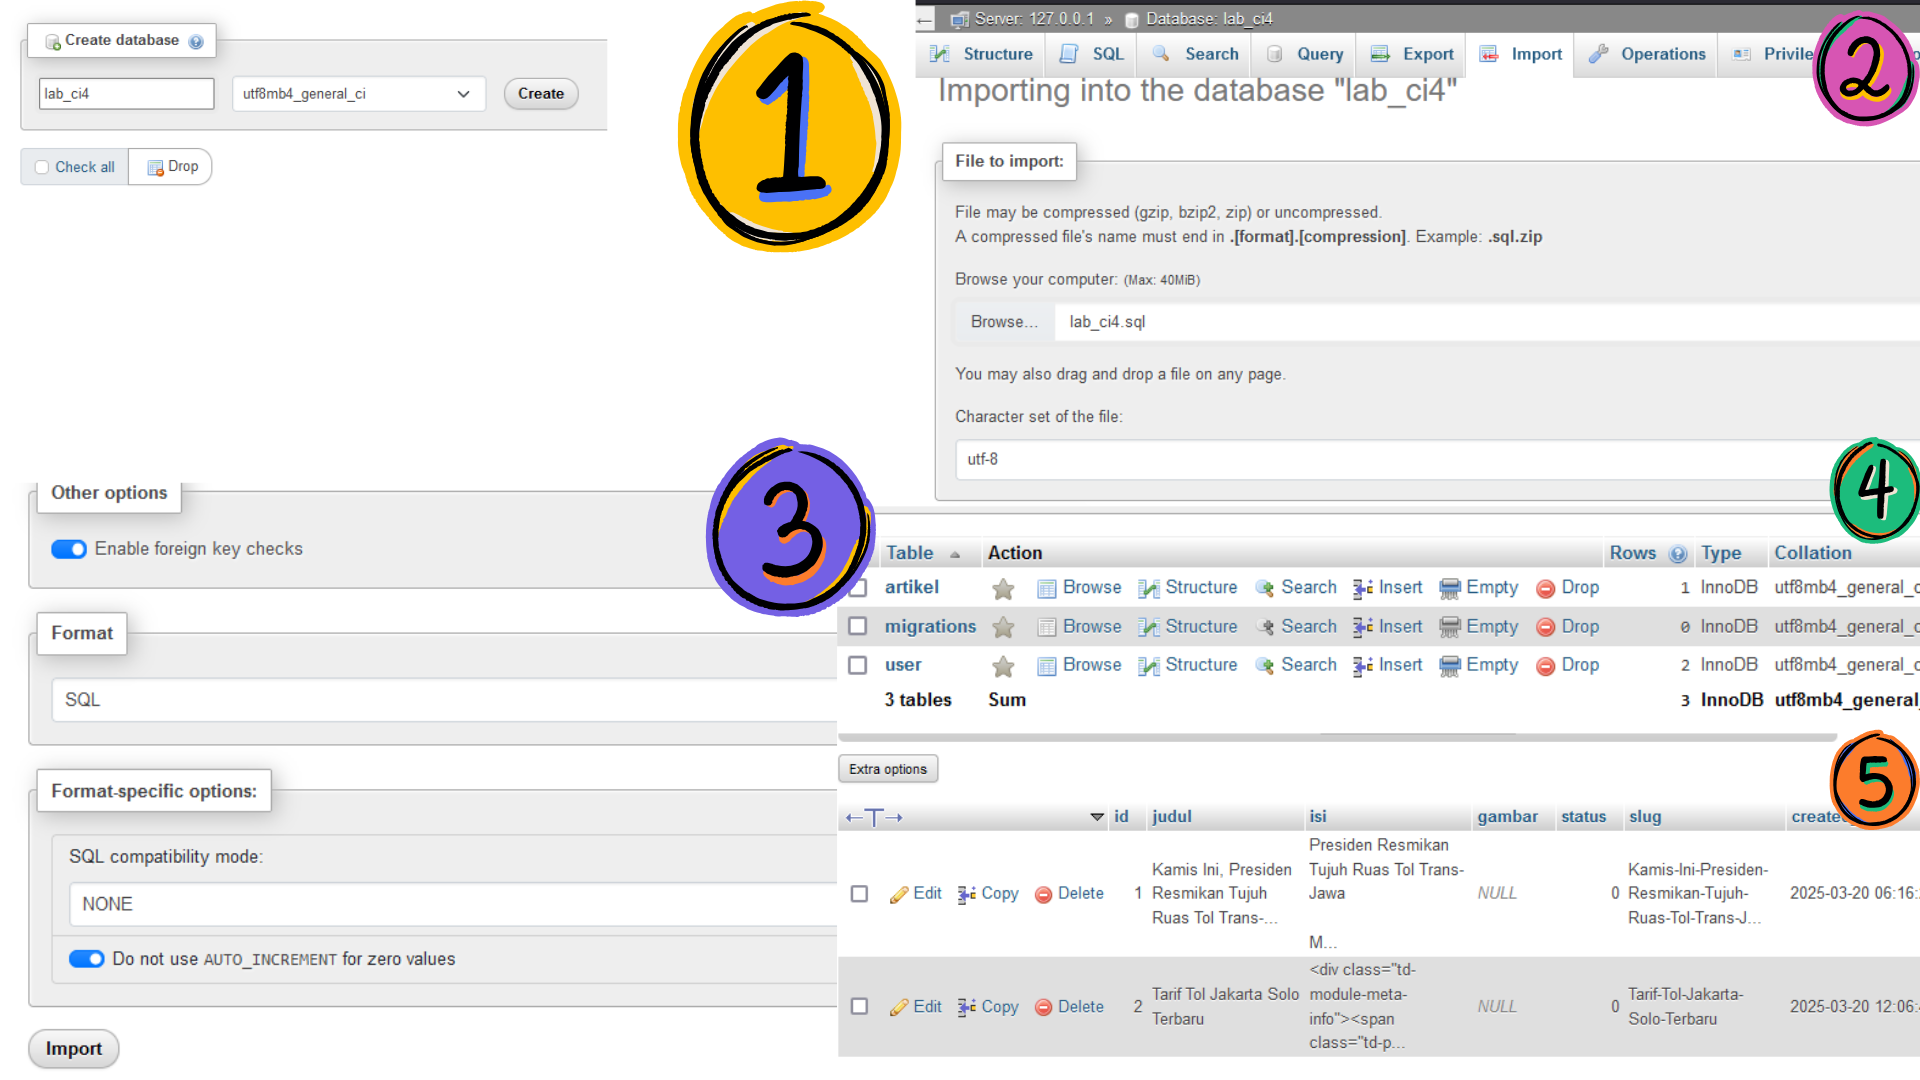 Create database
lab_ci4
utf8mb4_general_ci
Create
Check all
Drop
1
Server: 127.0.0.1 » Database: lab_ci4
Structure SQL Search Query Export Import Operations
2
Importing into the database "lab_ci4"
File to import:
File may be compressed (gzip, bzip2, zip) or uncompressed.
A compressed file's name must end in .[format].[compression]. Example: .sql.zip
Browse your computer: (Max: 40MiB)
Browse... lab_ci4.sql
You may also drag and drop a file on any page.
Character set of the file:
utf-8
3
Other options
Enable foreign key checks
Format
SQL
Format-specific options:
SQL compatibility mode:
NONE
Do not use AUTO_INCREMENT for zero values
Import
4
Table Action Rows Type Collation
artikel Browse Structure Search Insert Empty Drop 1 InnoDB utf8mb4_general_c
migrations Browse Structure Search Insert Empty Drop 0 InnoDB utf8mb4_general_c
user Browse Structure Search Insert Empty Drop 2 InnoDB utf8mb4_general_c
3 tables Sum 3 InnoDB utf8mb4_general_
5
Extra options
←T→ id judul isi gambar status slug
Edit Copy Delete
1
Kamis Ini, Presiden
Resmikan Tujuh
Ruas Tol Trans-...
Presiden Resmikan
Tujuh Ruas Tol Trans-
Jawa
M...
NULL
0
Kamis-Ini-Presiden-
Resmikan-Tujuh-
Ruas-Tol-Trans-J...
2025-03-20 06:16:
Edit Copy Delete
2
Tarif Tol Jakarta Solo
Terbaru
<div class="td-
module-meta-
info"><span
class="td-p...
NULL
0
Tarif-Tol-Jakarta-
Solo-Terbaru
2025-03-20 12:06: